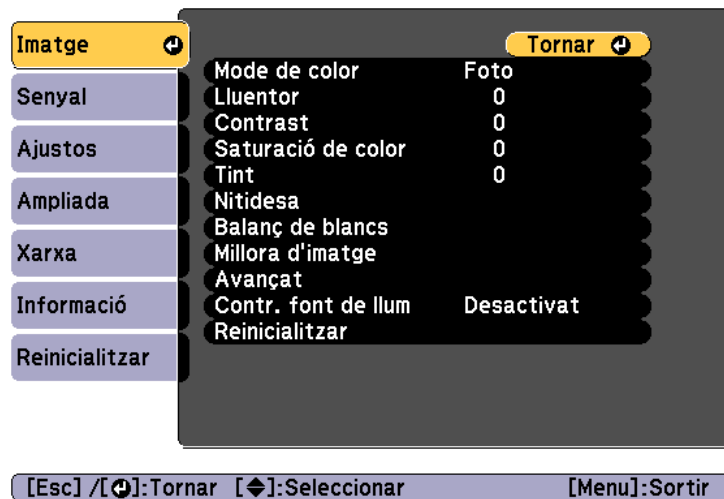 Imatge
Senyal
Ajustos
Ampliada
Xarxa
Informació
Reinicialitzar
Tornar
Mode de color Foto
Lluentor 0
Contrast 0
Saturació de color 0
Tint 0
Nitidesa
Balanç de blancs
Millora d'imatge
Avançat
Contr. font de llum Desactivat
Reinicialitzar
[Esc] /[⏎]:Tornar [◆]:Seleccionar [Menu]:Sortir